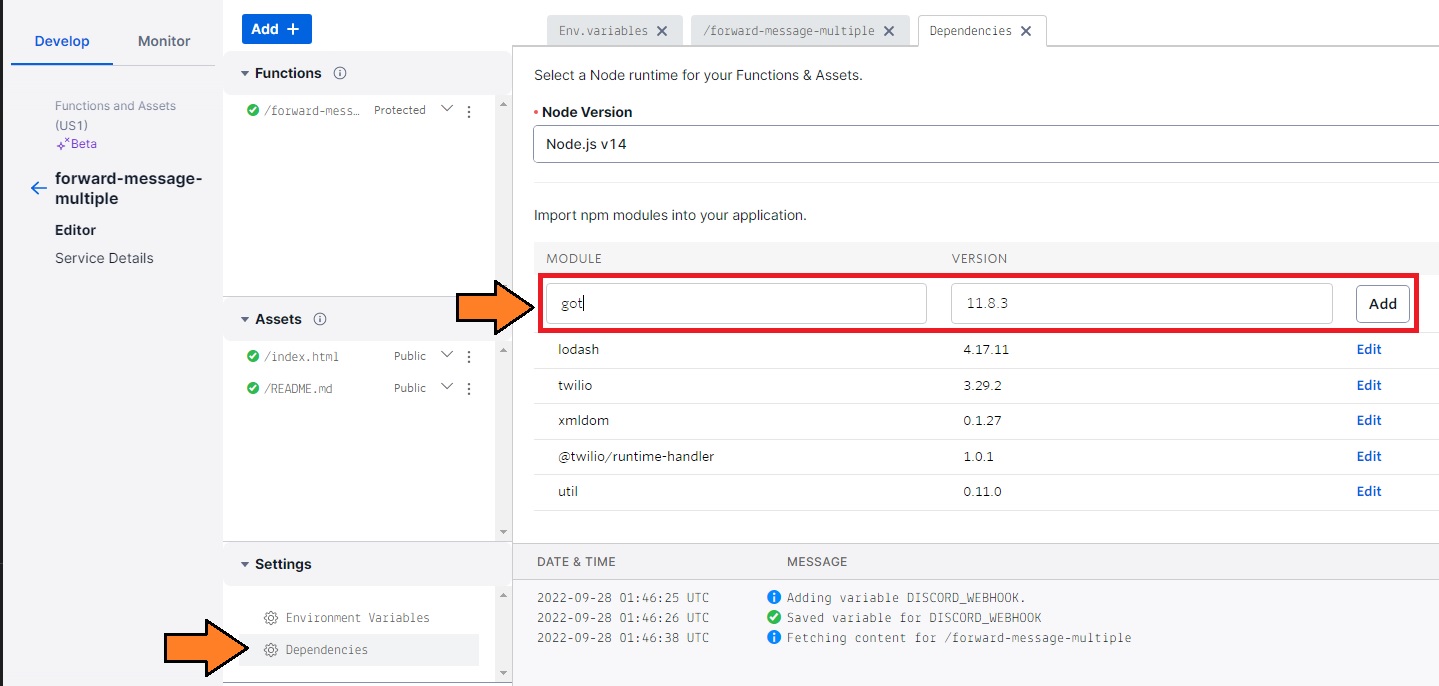 Develop
Monitor
Functions and Assets
(US1)
Beta
forward-message-
multiple
Editor
Service Details
Add +
Functions
/forward-mess… Protected
Assets
/index.html Public
/README.md Public
Settings
Environment Variables
Dependencies
Env.variables
/forward-message-multiple
Dependencies
Select a Node runtime for your Functions & Assets.
* Node Version
Node.js v14
Import npm modules into your application.
MODULE VERSION
got 11.8.3 Add
lodash 4.17.11 Edit
twilio 3.29.2 Edit
xmldom 0.1.27 Edit
@twilio/runtime-handler 1.0.1 Edit
util 0.11.0 Edit
DATE & TIME MESSAGE
2022-09-28 01:46:25 UTC Adding variable DISCORD_WEBHOOK.
2022-09-28 01:46:26 UTC Saved variable for DISCORD_WEBHOOK
2022-09-28 01:46:38 UTC Fetching content for /forward-message-multiple